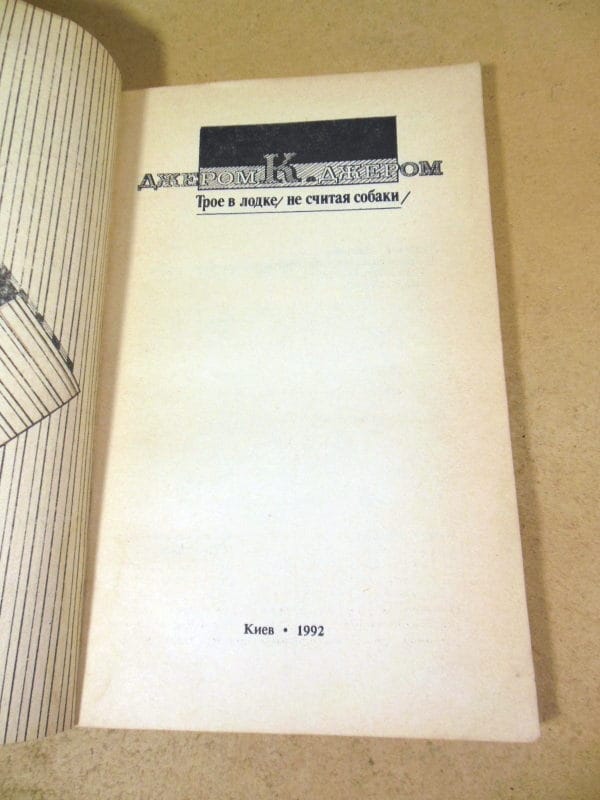 ДЖЕРОМ К. ДЖЕРОМ
Трое в лодке/ не считая собаки/
Киев • 1992